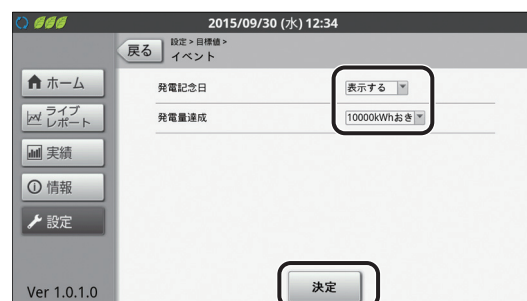 2015/09/30 (水) 12:34
戻る
設定 > 目標値 >
イベント
ホーム
ライブ
レポート
実績
情報
設定
発電記念日 表示する
発電量達成 10000kWhおき
決定
Ver 1.0.1.0